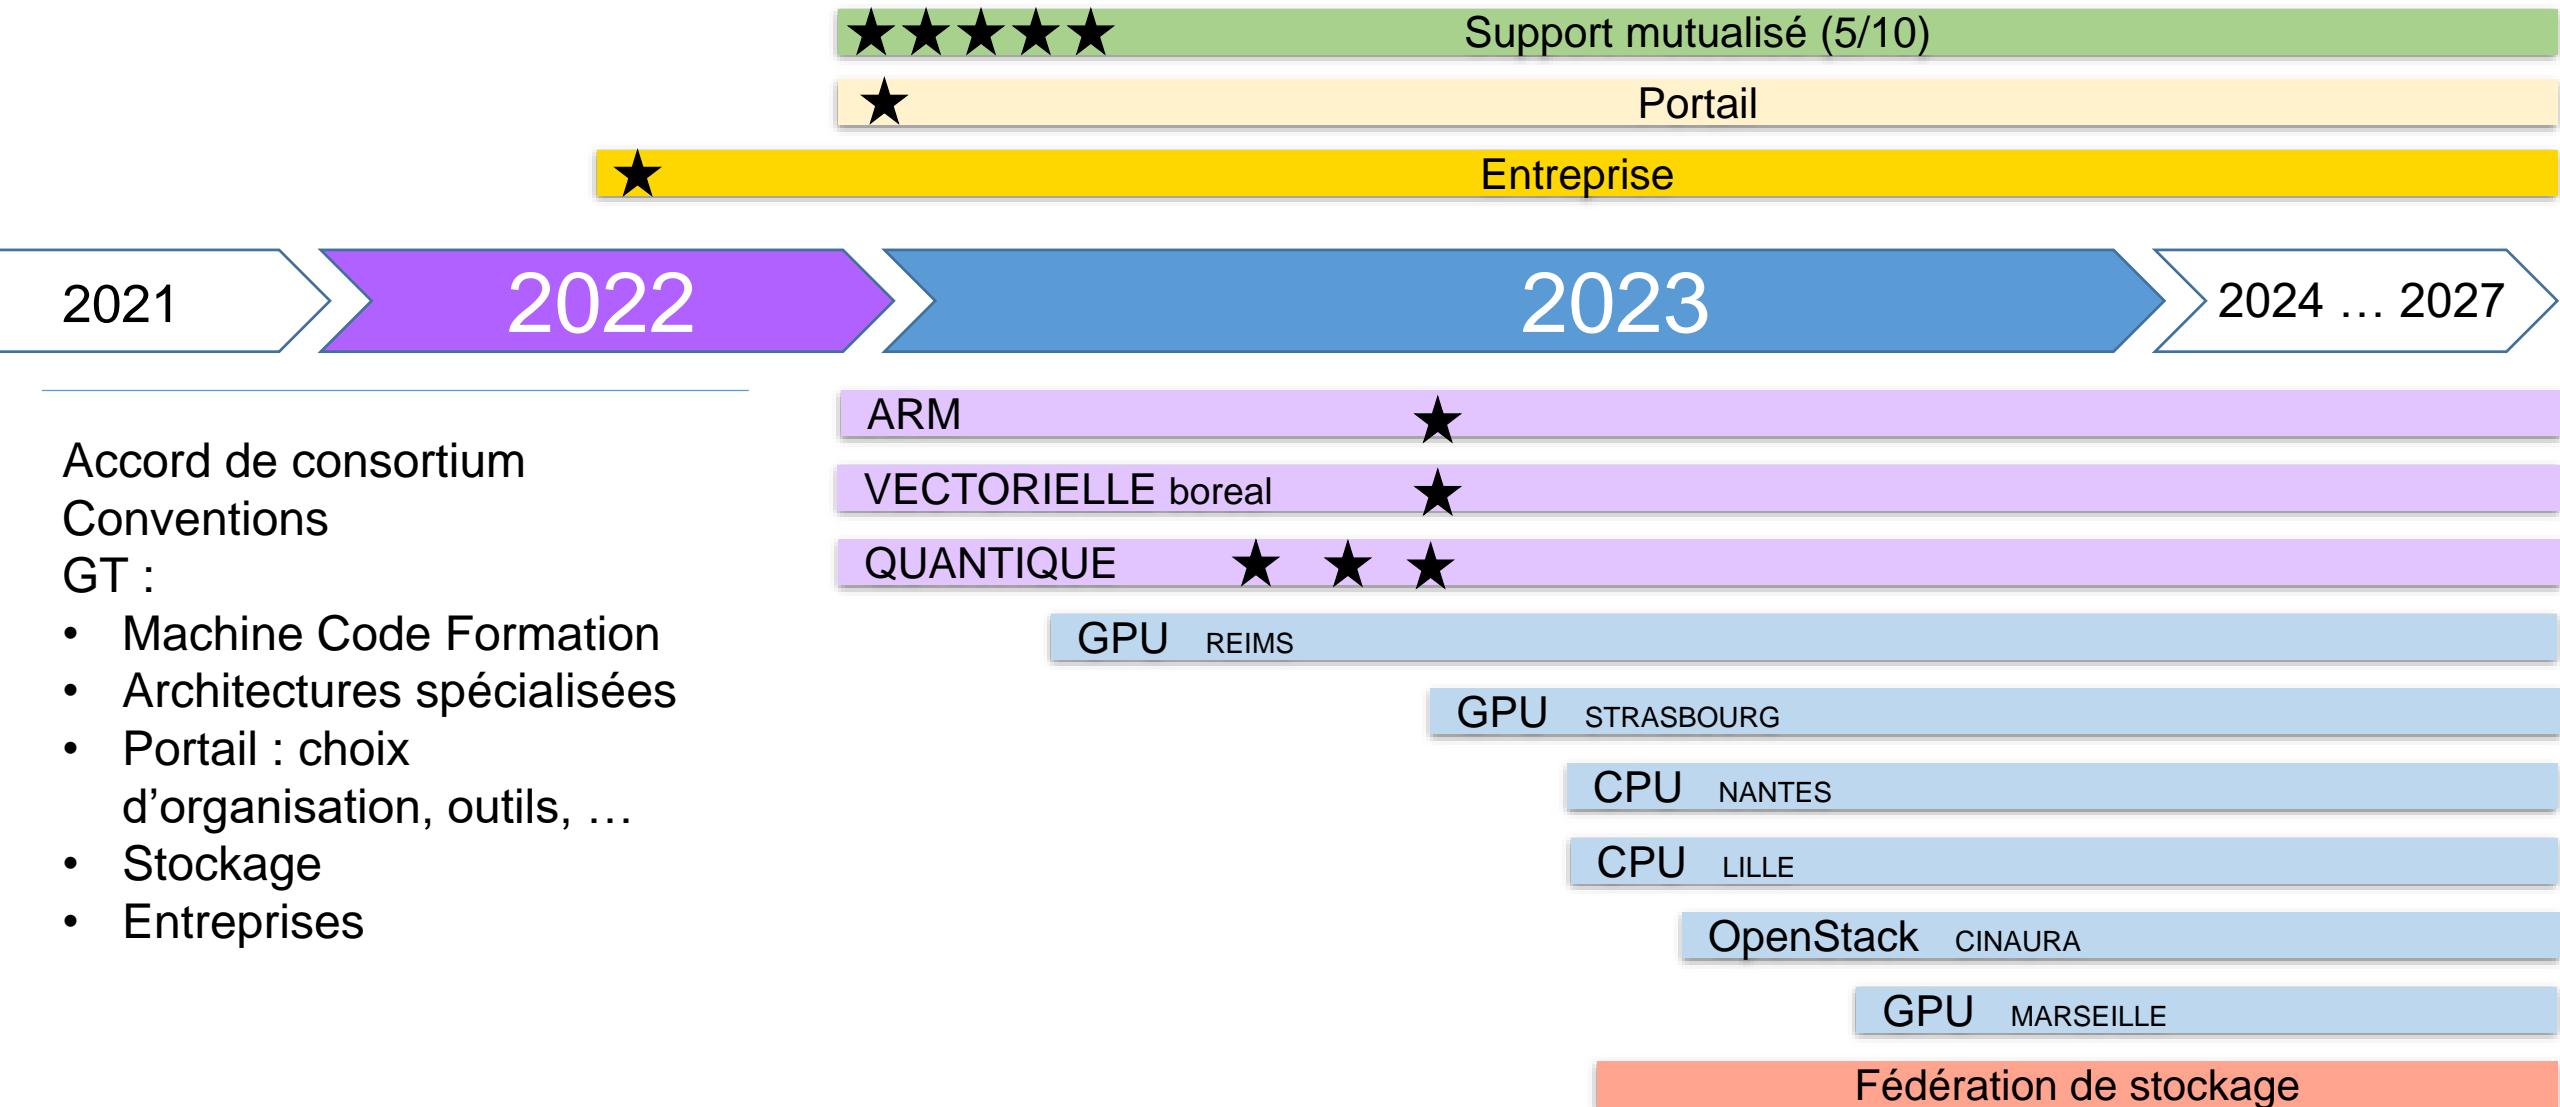 Support mutualisé (5/10)
Portail
Entreprise
2021
2022
2023
2024 … 2027
Accord de consortium
Conventions
GT :
• Machine Code Formation
• Architectures spécialisées
• Portail : choix
d’organisation, outils, …
• Stockage
• Entreprises
ARM
VECTORIELLE boreal
QUANTIQUE
GPU REIMS
GPU STRASBOURG
CPU NANTES
CPU LILLE
OpenStack CINAURA
GPU MARSEILLE
Fédération de stockage